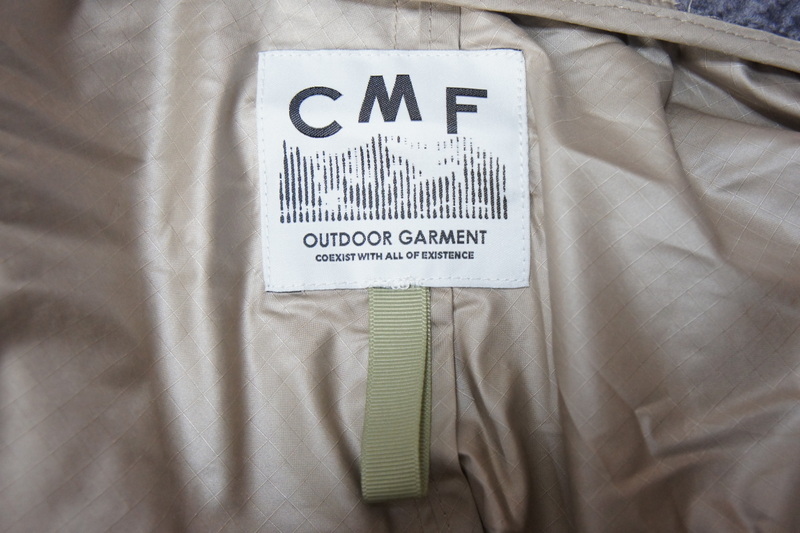 CMF
OUTDOOR GARMENT
COEXIST WITH ALL OF EXISTENCE